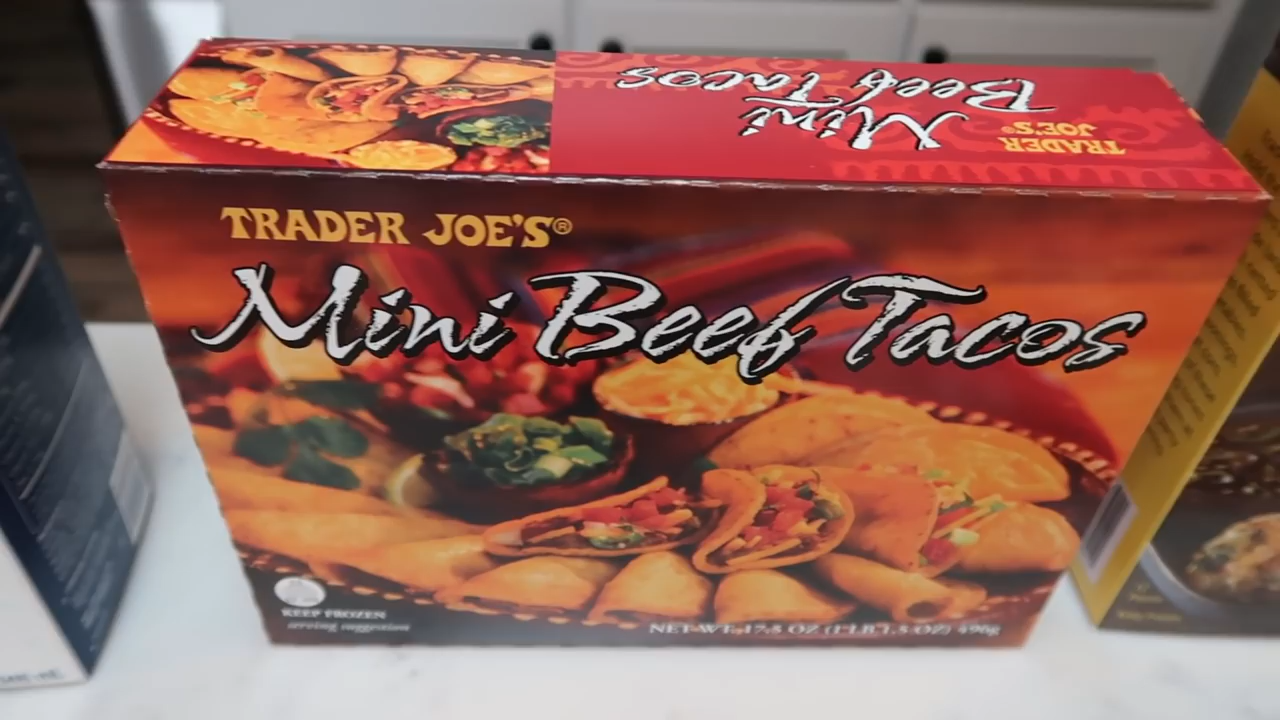 Mini Beef Tacos
TRADER JOE'S®
TRADER JOE'S®
Mini Beef Tacos
KEEP FROZEN
serving suggestion
NET WT. 17.5 OZ (1 LB 1.5 OZ) 496g